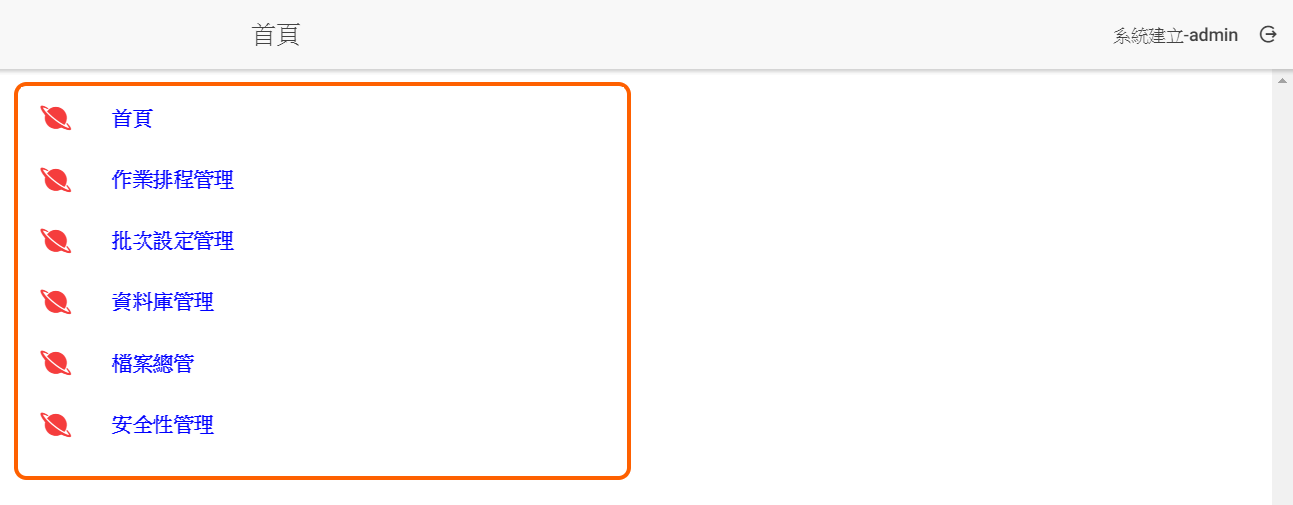 首頁
系統建立-admin
首頁
作業排程管理
批次設定管理
資料庫管理
檔案總管
安全性管理